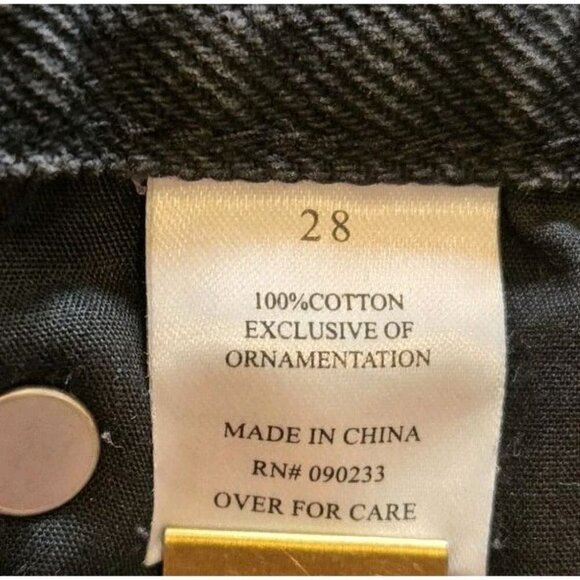 28
100%COTTON
EXCLUSIVE OF
ORNAMENTATION
MADE IN CHINA
RN# 090233
OVER FOR CARE